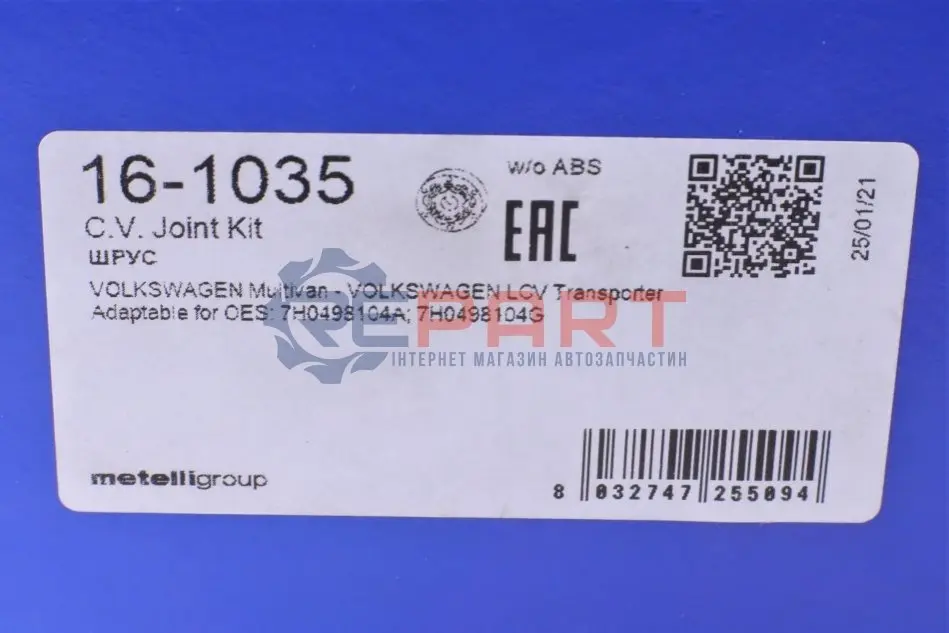 16-1035
w/o ABS
C.V. Joint Kit
ШРУС
EAC
25/01/21
VOLKSWAGEN Multivan - VOLKSWAGEN LCV Transporter
Adaptable for OES: 7H0498104A; 7H0498104G
REPART
ІНТЕРНЕТ МАГАЗИН АВТОЗАПЧАСТИН
metelligroup
8 032747 255094